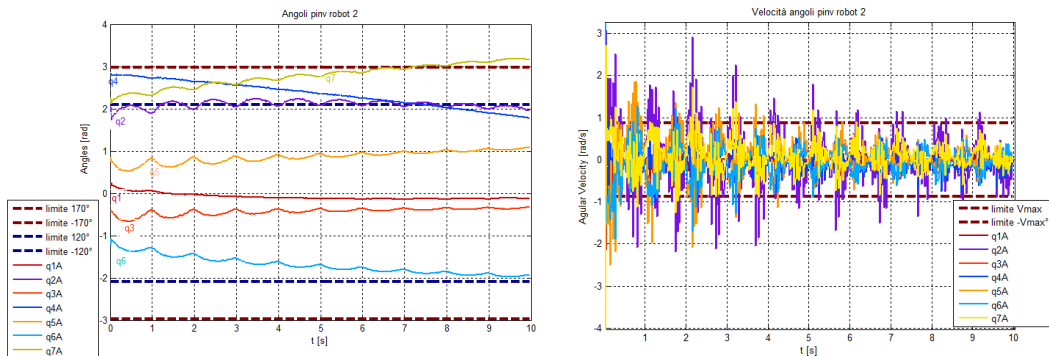 Angoli pinv robot 2
Angles [rad]
4
3
2
1
0
-1
-2
-3
q4
q2
q7
q5
q1
q3
q6
0 1 2 3 4 5 6 7 8 9 10
t [s]
limite 170°
limite -170°
limite 120°
limite -120°
q1A
q2A
q3A
q4A
q5A
q6A
q7A
Velocità angoli pinv robot 2
Agular Velocity [rad/s]
3
2
1
0
-1
-2
-3
-4
1 2 3 4 5 6 7 8 9 10
t [s]
limite Vmax
limite -Vmax°
q1A
q2A
q3A
q4A
q5A
q6A
q7A